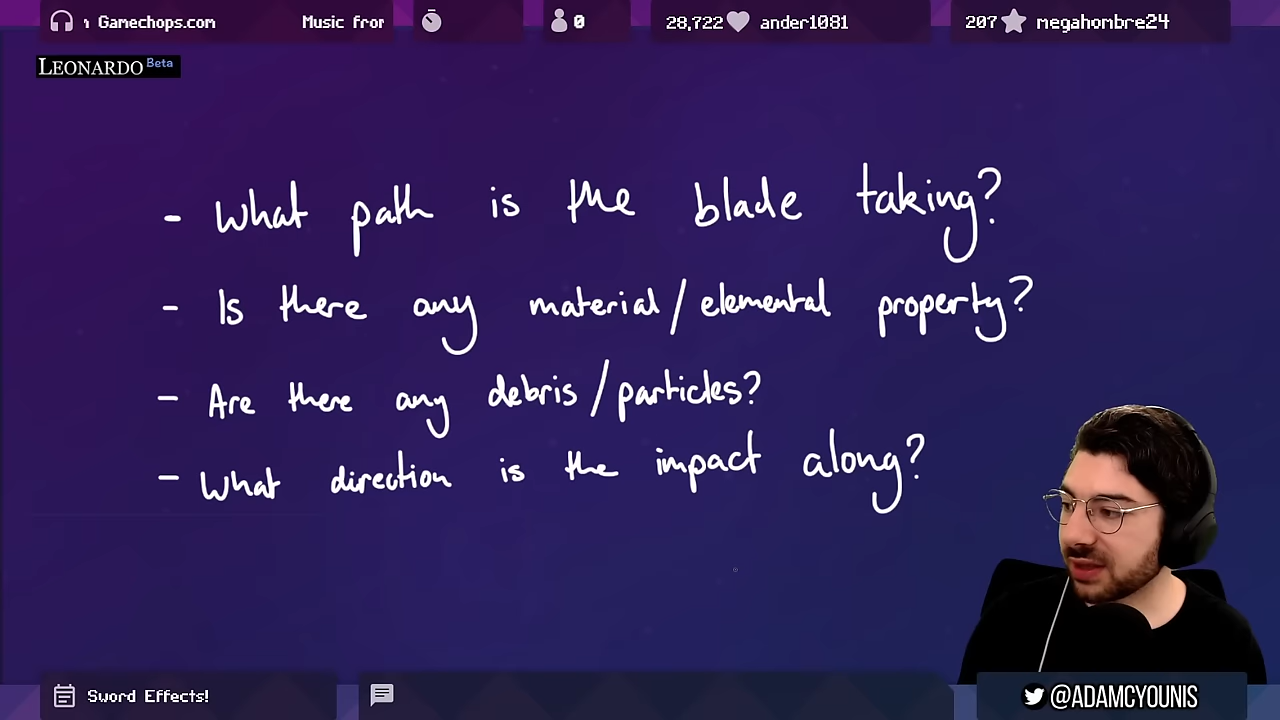 n Gamechops.com Music fror 0 28,722 ander1081 207 megahombre24
LEONARDO Beta
- What path is the blade taking?
- Is there any material/elemental property?
- Are there any debris/particles?
- What direction is the impact along?
Sword Effects! @ADAMCYOUNIS